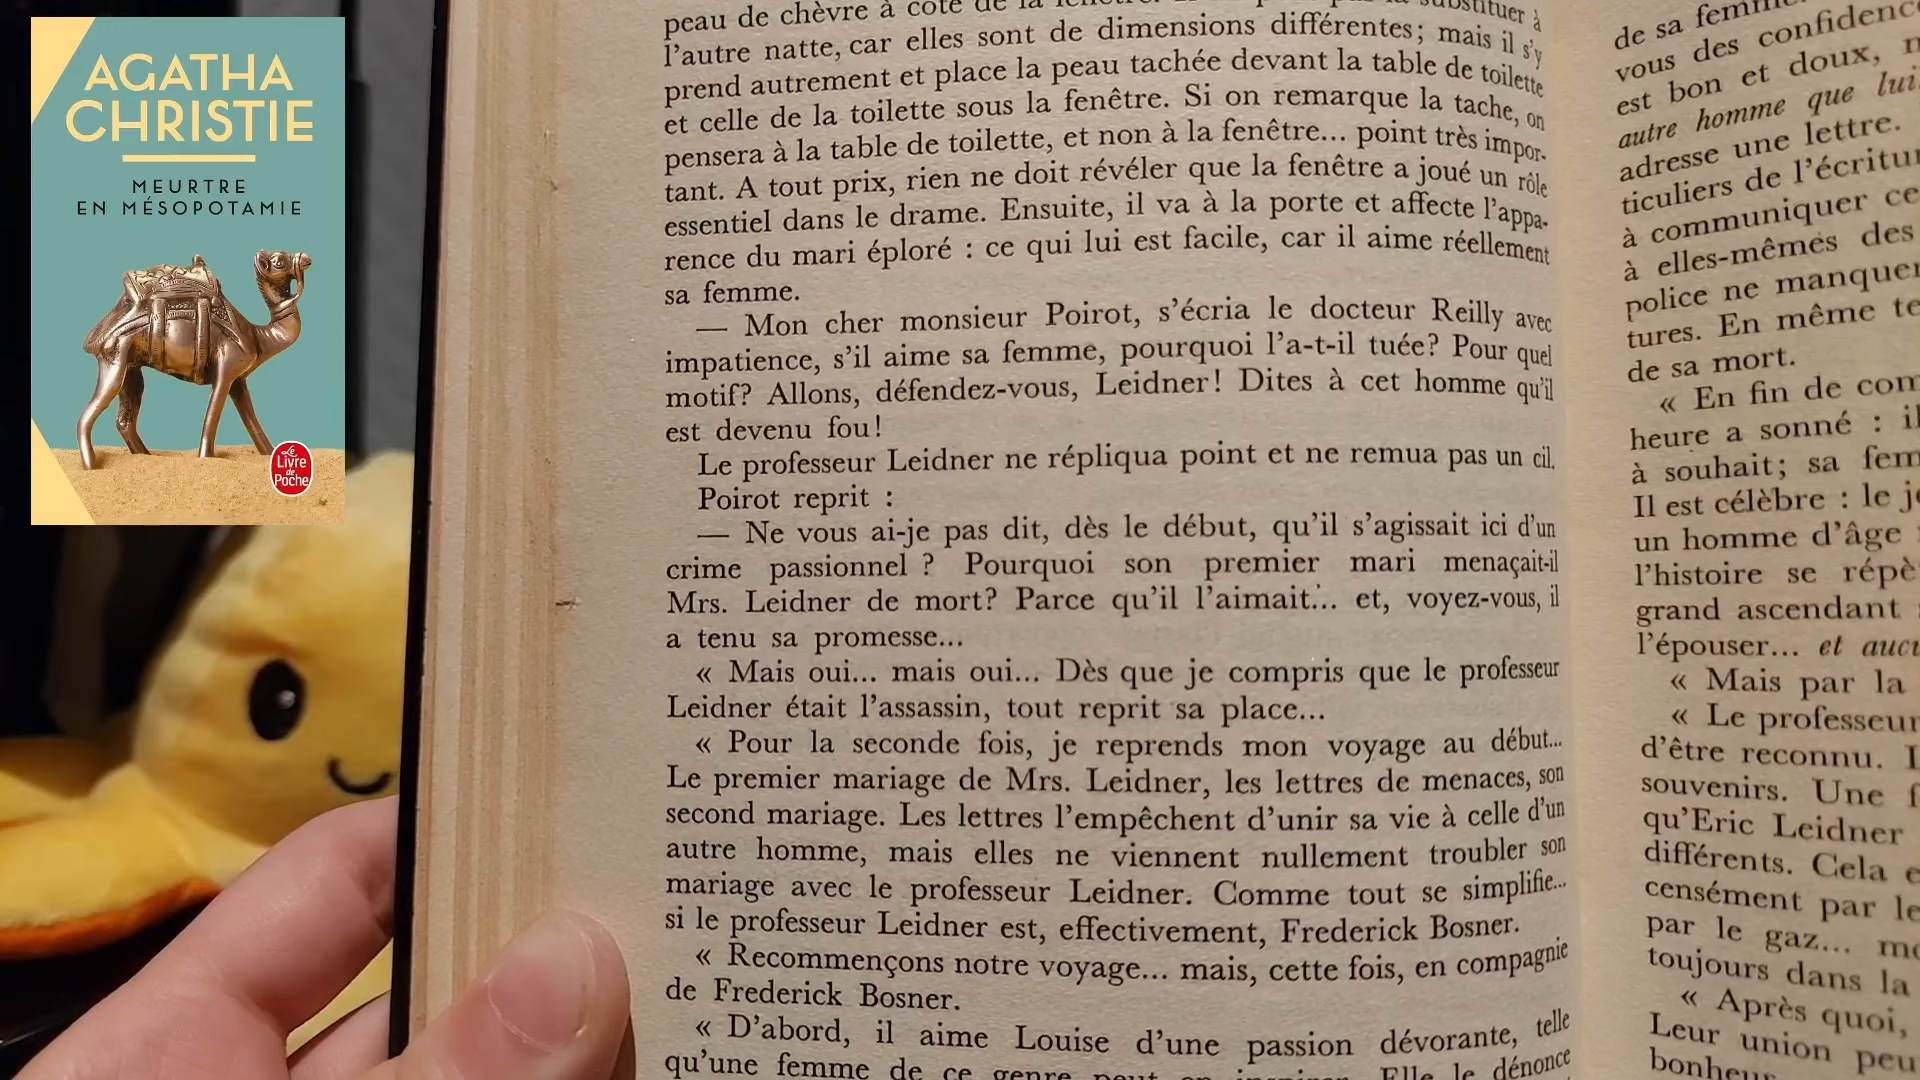 AGATHA
CHRISTIE
MEURTRE
EN MÉSOPOTAMIE
Le
Livre
de
Poche
peau de chèvre à côté de la substituer à
l'autre natte, car elles sont de dimensions différentes; mais il s'y
prend autrement et place la peau tachée devant la table de toilette
et celle de la toilette sous la fenêtre. Si on remarque la tache, on
pensera à la table de toilette, et non à la fenêtre... point très impor-
tant. A tout prix, rien ne doit révéler que la fenêtre a joué un rôle
essentiel dans le drame. Ensuite, il va à la porte et affecte l'appa-
rence du mari éploré : ce qui lui est facile, car il aime réellement
sa femme.
— Mon cher monsieur Poirot, s'écria le docteur Reilly avec
impatience, s'il aime sa femme, pourquoi l'a-t-il tuée? Pour quel
motif? Allons, défendez-vous, Leidner! Dites à cet homme qu'il
est devenu fou!
Le professeur Leidner ne répliqua point et ne remua pas un cil.
Poirot reprit :
— Ne vous ai-je pas dit, dès le début, qu'il s'agissait ici d'un
crime passionnel ? Pourquoi son premier mari menaçait-il
Mrs. Leidner de mort? Parce qu'il l'aimait... et, voyez-vous, il
a tenu sa promesse...
« Mais oui... mais oui... Dès que je compris que le professeur
Leidner était l'assassin, tout reprit sa place...
« Pour la seconde fois, je reprends mon voyage au début...
Le premier mariage de Mrs. Leidner, les lettres de menaces, son
second mariage. Les lettres l'empêchent d'unir sa vie à celle d'un
autre homme, mais elles ne viennent nullement troubler son
mariage avec le professeur Leidner. Comme tout se simplifie...
si le professeur Leidner est, effectivement, Frederick Bosner.
« Recommençons notre voyage... mais, cette fois, en compagnie
de Frederick Bosner.
« D'abord, il aime Louise d'une passion dévorante, telle
qu'une femme de ce genre peut en inspirer. Elle le dénonce
de sa femme
vous des
est bon et doux,
autre homme que lui
adresse une lettre.
ticuliers de
à communiquer
à elles-mêmes des
police ne
tures. En même
de sa mort.
« En fin de
heure a sonné :
à souhait; sa
Il est célèbre : le
un homme d'âge
l'histoire se
grand ascendant
l'épouser... et
« Mais par la
« Le professeur
d'être reconnu.
souvenirs. Une
qu'Eric Leidner
différents. Cela
censément par
par le gaz...
toujours dans la
« Après quoi,
Leur union